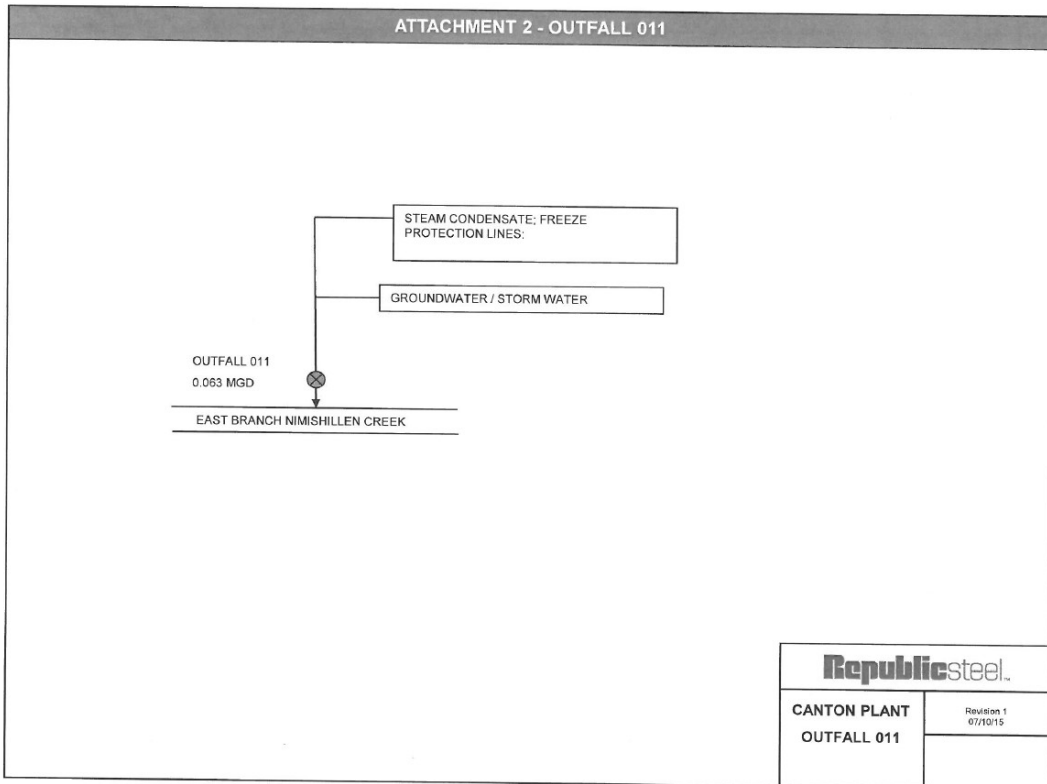 ATTACHMENT 2 - OUTFALL 011
STEAM CONDENSATE; FREEZE
PROTECTION LINES:
GROUNDWATER / STORM WATER
OUTFALL 011
0.063 MGD
EAST BRANCH NIMISHILLEN CREEK
Republicsteel™
CANTON PLANT
OUTFALL 011
Revision 1
07/10/15